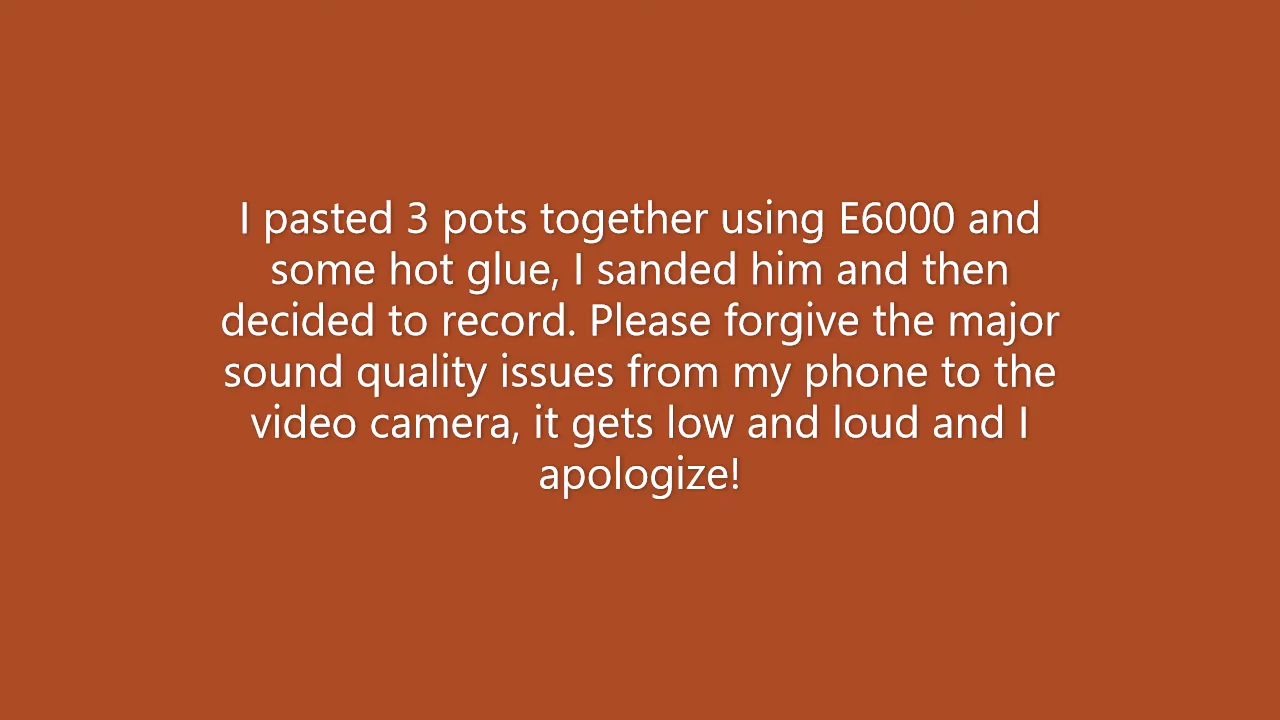 I pasted 3 pots together using E6000 and
some hot glue, I sanded him and then
decided to record. Please forgive the major
sound quality issues from my phone to the
video camera, it gets low and loud and I
apologize!